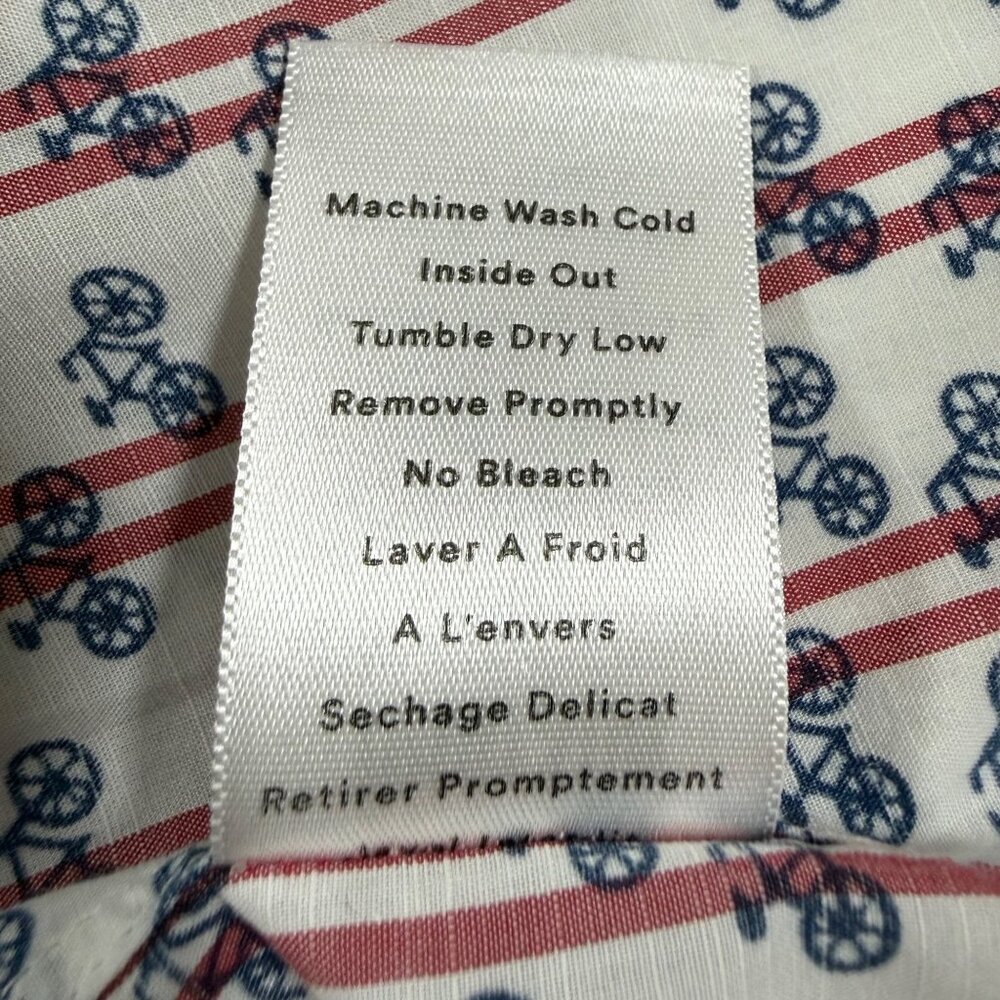 Machine Wash Cold
Inside Out
Tumble Dry Low
Remove Promptly
No Bleach
Laver A Froid
A L'envers
Sechage Delicat
Retirer Promptement